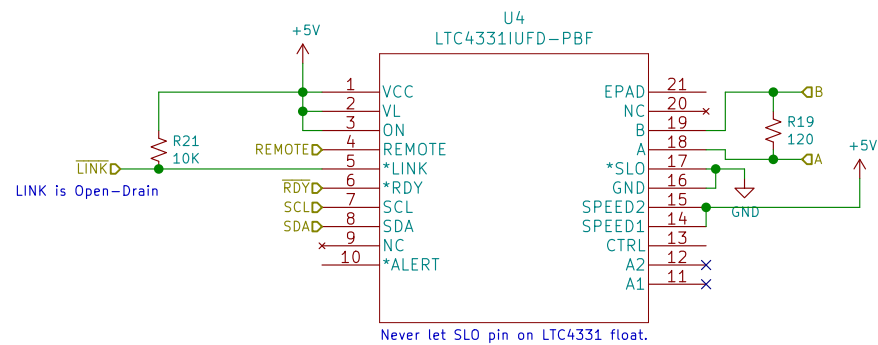 U4
LTC4331IUFD-PBF
+5V
1 VCC
2 VL
3 ON
4 REMOTE
5 *LINK
6 *RDY
7 SCL
8 SDA
9 NC
10 *ALERT
EPAD 21
NC 20
B 19
A 18
*SLO 17
GND 16
SPEED2 15
SPEED1 14
CTRL 13
A2 12
A1 11
R21
10K
REMOTE
LINK
RDY
SCL
SDA
LINK is Open-Drain
B
R19
120
A
+5V
GND
Never let SLO pin on LTC4331 float.